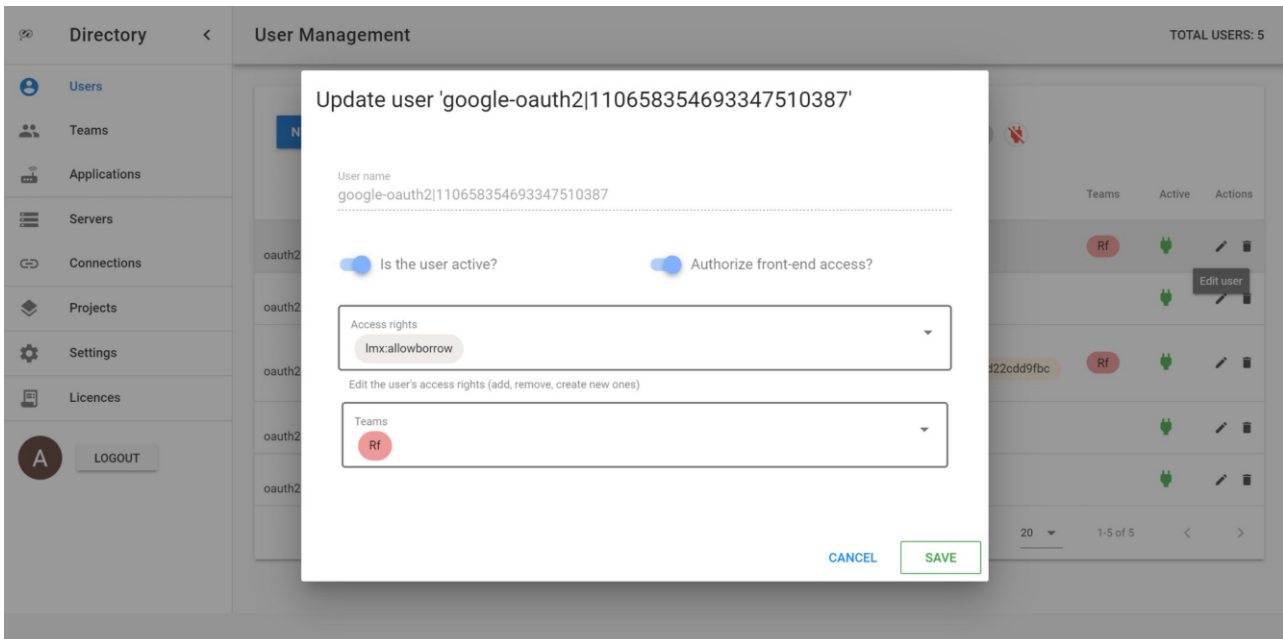 Directory
User Management
TOTAL USERS: 5
Users
Teams
Applications
Servers
Connections
Projects
Settings
Licences
A
LOGOUT
Update user 'google-oauth2|110658354693347510387'
User name
google-oauth2|110658354693347510387
Is the user active?
Authorize front-end access?
Access rights
lmx:allowborrow
Edit the user's access rights (add, remove, create new ones)
Teams
Rf
CANCEL
SAVE
N
Teams Active Actions
oauth2 Rf
Edit user
oauth2
oauth2 d22cdd9fbc Rf
oauth2
oauth2
20 1-5 of 5